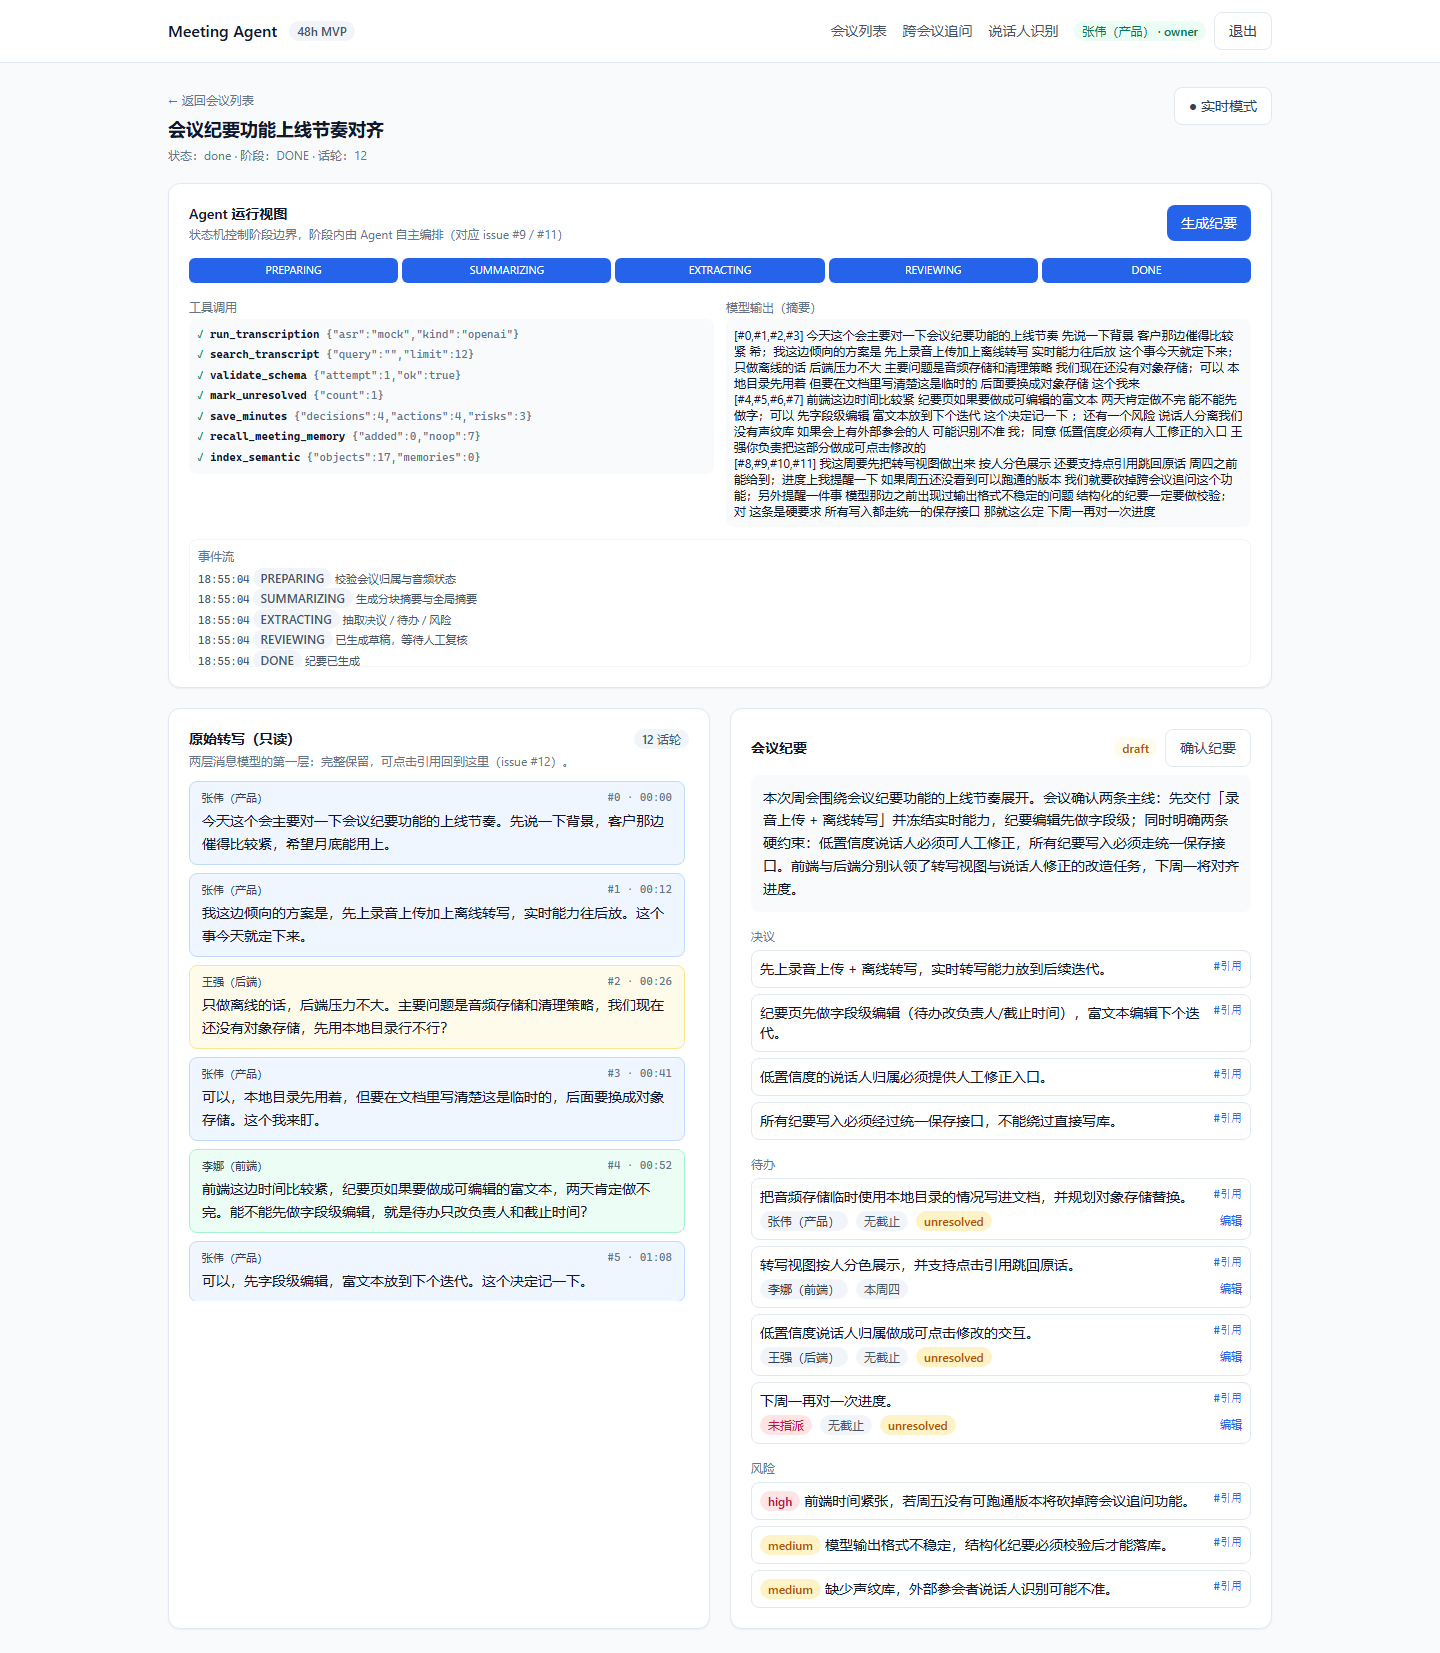 Meeting Agent 48h MVP 会议列表 跨会议追问 说话人识别 张伟（产品） · owner 退出
← 返回会议列表
● 实时模式
会议纪要功能上线节奏对齐
状态：done · 阶段：DONE · 话轮：12
Agent 运行视图
状态机控制阶段边界，阶段内由 Agent 自主编排（对应 issue #9 / #11）
生成纪要
PREPARING SUMMARIZING EXTRACTING REVIEWING DONE
工具调用
✓ run_transcription {"asr":"mock","kind":"openai"}
✓ search_transcript {"query":"","limit":12}
✓ validate_schema {"attempt":1,"ok":true}
✓ mark_unresolved {"count":1}
✓ save_minutes {"decisions":4,"actions":4,"risks":3}
✓ recall_meeting_memory {"added":0,"noop":7}
✓ index_semantic {"objects":17,"memories":0}
模型输出（摘要）
[#0,#1,#2,#3] 今天这个会主要对一下会议纪要功能的上线节奏 先说一下背景 客户那边催得比较
紧 希；我这边倾向的方案是 先上录音上传加上离线转写 实时能力往后放 这个事今天就定下来；
只做离线的话 后端压力不大 主要问题是音频存储和清理策略 我们现在还没有对象存储；可以 本
地目录先用着 但要在文档里写清楚这是临时的 后面要换成对象存储 这个我来
[#4,#5,#6,#7] 前端这边时间比较紧 纪要页如果要做成可编辑的富文本 两天肯定做不完 能不能先
做字；可以 先字段级编辑 富文本放到下个迭代 这个决定记一下 ；还有一个风险 说话人分离我们
没有声纹库 如果会上有外部参会的人 可能识别不准 我；同意 低置信度必须有人工修正的入口 王
强你负责把这部分做成可点击修改的
[#8,#9,#10,#11] 我这周要先把转写视图做出来 按人分色展示 还要支持点引用跳回原话 周四之前
能给到；进度上我提醒一下 如果周五还没看到可以跑通的版本 我们就要砍掉跨会议追问这个功
能；另外提醒一件事 模型那边之前出现过输出格式不稳定的问题 结构化的纪要一定要做校验；
对 这条是硬要求 所有写入都走统一的保存接口 那就这么定 下周一再对一次进度
事件流
18:55:04 PREPARING 校验会议归属与音频状态
18:55:04 SUMMARIZING 生成分块摘要与全局摘要
18:55:04 EXTRACTING 抽取决议 / 待办 / 风险
18:55:04 REVIEWING 已生成草稿，等待人工复核
18:55:04 DONE 纪要已生成
原始转写（只读）
12 话轮
两层消息模型的第一层：完整保留，可点击引用回到这里（issue #12）。
张伟（产品） #0 · 00:00
今天这个会主要对一下会议纪要功能的上线节奏。先说一下背景，客户那边
催得比较紧，希望月底能用上。
张伟（产品） #1 · 00:12
我这边倾向的方案是，先上录音上传加上离线转写，实时能力往后放。这个
事今天就定下来。
王强（后端） #2 · 00:26
只做离线的话，后端压力不大。主要问题是音频存储和清理策略，我们现在
还没有对象存储，先用本地目录行不行？
张伟（产品） #3 · 00:41
可以，本地目录先用着，但要在文档里写清楚这是临时的，后面要换成对象
存储。这个我来盯。
李娜（前端） #4 · 00:52
前端这边时间比较紧，纪要页如果要做成可编辑的富文本，两天肯定做不
完。能不能先做字段级编辑，就是待办只改负责人和截止时间？
张伟（产品） #5 · 01:08
可以，先字段级编辑，富文本放到下个迭代。这个决定记一下。
会议纪要
draft 确认纪要
本次周会围绕会议纪要功能的上线节奏展开。会议确认两条主线：先交付「录
音上传 + 离线转写」并冻结实时能力，纪要编辑先做字段级；同时明确两条
硬约束：低置信度说话人必须可人工修正，所有纪要写入必须走统一保存接
口。前端与后端分别认领了转写视图与说话人修正的改造任务，下周一将对齐
进度。
决议
先上录音上传 + 离线转写，实时转写能力放到后续迭代。 #引用
纪要页先做字段级编辑（待办改负责人/截止时间），富文本编辑下个迭 #引用
代。
低置信度的说话人归属必须提供人工修正入口。 #引用
所有纪要写入必须经过统一保存接口，不能绕过直接写库。 #引用
待办
把音频存储临时使用本地目录的情况写进文档，并规划对象存储替换。 #引用
张伟（产品） 无截止 unresolved 编辑
转写视图按人分色展示，并支持点击引用跳回原话。 #引用
李娜（前端） 本周四 编辑
低置信度说话人归属做成可点击修改的交互。 #引用
王强（后端） 无截止 unresolved 编辑
下周一再对一次进度。 #引用
未指派 无截止 unresolved 编辑
风险
high 前端时间紧张，若周五没有可跑通版本将砍掉跨会议追问功能。 #引用
medium 模型输出格式不稳定，结构化纪要必须校验后才能落库。 #引用
medium 缺少声纹库，外部参会者说话人识别可能不准。 #引用